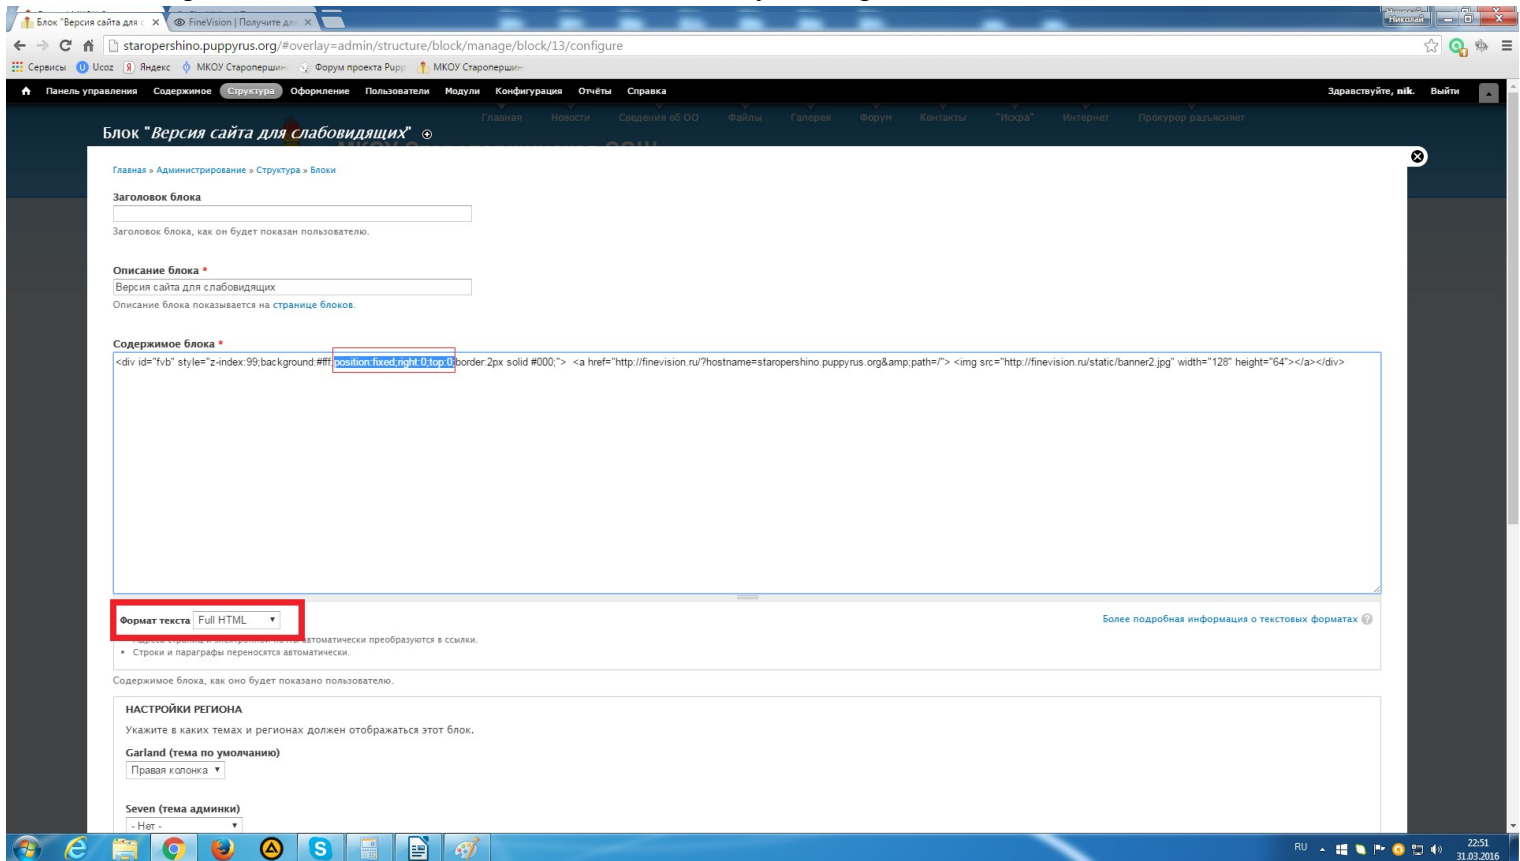 Блок "Версия сайта для с
FineVision | Получите дл
Николай
staropershino.puppyrus.org/#overlay=admin/structure/block/manage/block/13/configure
Сервисы Ucoz Яндекс МКОУ Староперши Форум проекта Pupp МКОУ Староперши
Панель управления Содержимое Структура Оформление Пользователи Модули Конфигурация Отчёты Справка Здравствуйте, nik. Выйти
Главная Новости Сведения об ОО Файлы Галерея Форум Контакты "Искра" Интернет Прокурор разъясняет
Блок "Версия сайта для слабовидящих"
Главная » Администрирование » Структура » Блоки
Заголовок блока
Заголовок блока, как он будет показан пользователю.
Описание блока *
Версия сайта для слабовидящих
Описание блока показывается на странице блоков.
Содержимое блока *
<div id="fvb" style="z-index:99;background:#fff;position:fixed;right:0;top:0;border:2px solid #000;"> <a href="http://finevision.ru/?hostname=staropershino.puppyrus.org&amp;path=/"> <img src="http://finevision.ru/static/banner2.jpg" width="128" height="64"></a></div>
Формат текста Full HTML
Более подробная информация о текстовых форматах
автоматически преобразуются в ссылки.
Строки и параграфы переносятся автоматически.
Содержимое блока, как оно будет показано пользователю.
НАСТРОЙКИ РЕГИОНА
Укажите в каких темах и регионах должен отображаться этот блок.
Garland (тема по умолчанию)
Правая колонка
Seven (тема админки)
- Нет -
RU
22:51
31.03.2016